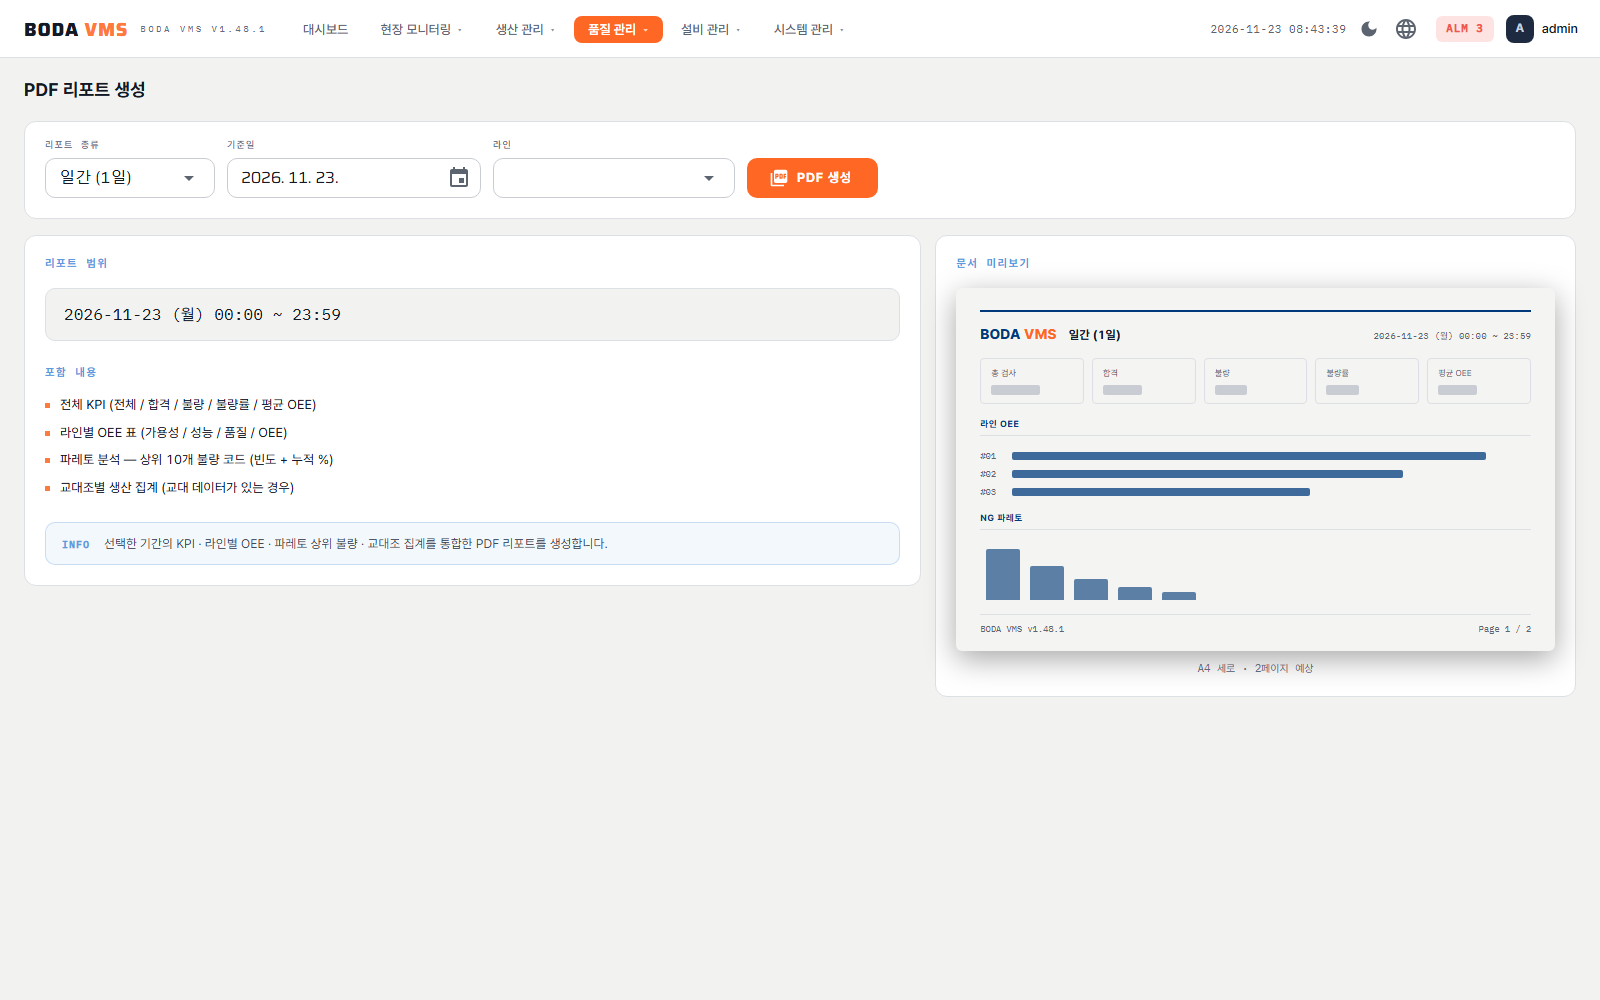 BODA VMS BODA VMS V1.48.1 대시보드 현장 모니터링 생산 관리 품질 관리 설비 관리 시스템 관리 2026-11-23 08:43:39 ALM 3 A admin
PDF 리포트 생성
리포트 종류 기준일 라인
일간 (1일) 2026. 11. 23. PDF PDF 생성
리포트 범위
2026-11-23 (월) 00:00 ~ 23:59
포함 내용
전체 KPI (전체 / 합격 / 불량 / 불량률 / 평균 OEE)
라인별 OEE 표 (가용성 / 성능 / 품질 / OEE)
파레토 분석 — 상위 10개 불량 코드 (빈도 + 누적 %)
교대조별 생산 집계 (교대 데이터가 있는 경우)
INFO 선택한 기간의 KPI · 라인별 OEE · 파레토 상위 불량 · 교대조 집계를 통합한 PDF 리포트를 생성합니다.
문서 미리보기
BODA VMS 일간 (1일) 2026-11-23 (월) 00:00 ~ 23:59
총 검사 합격 불량 불량률 평균 OEE
라인 OEE
#01
#02
#03
NG 파레토
BODA VMS v1.48.1 Page 1 / 2
A4 세로 · 2페이지 예상